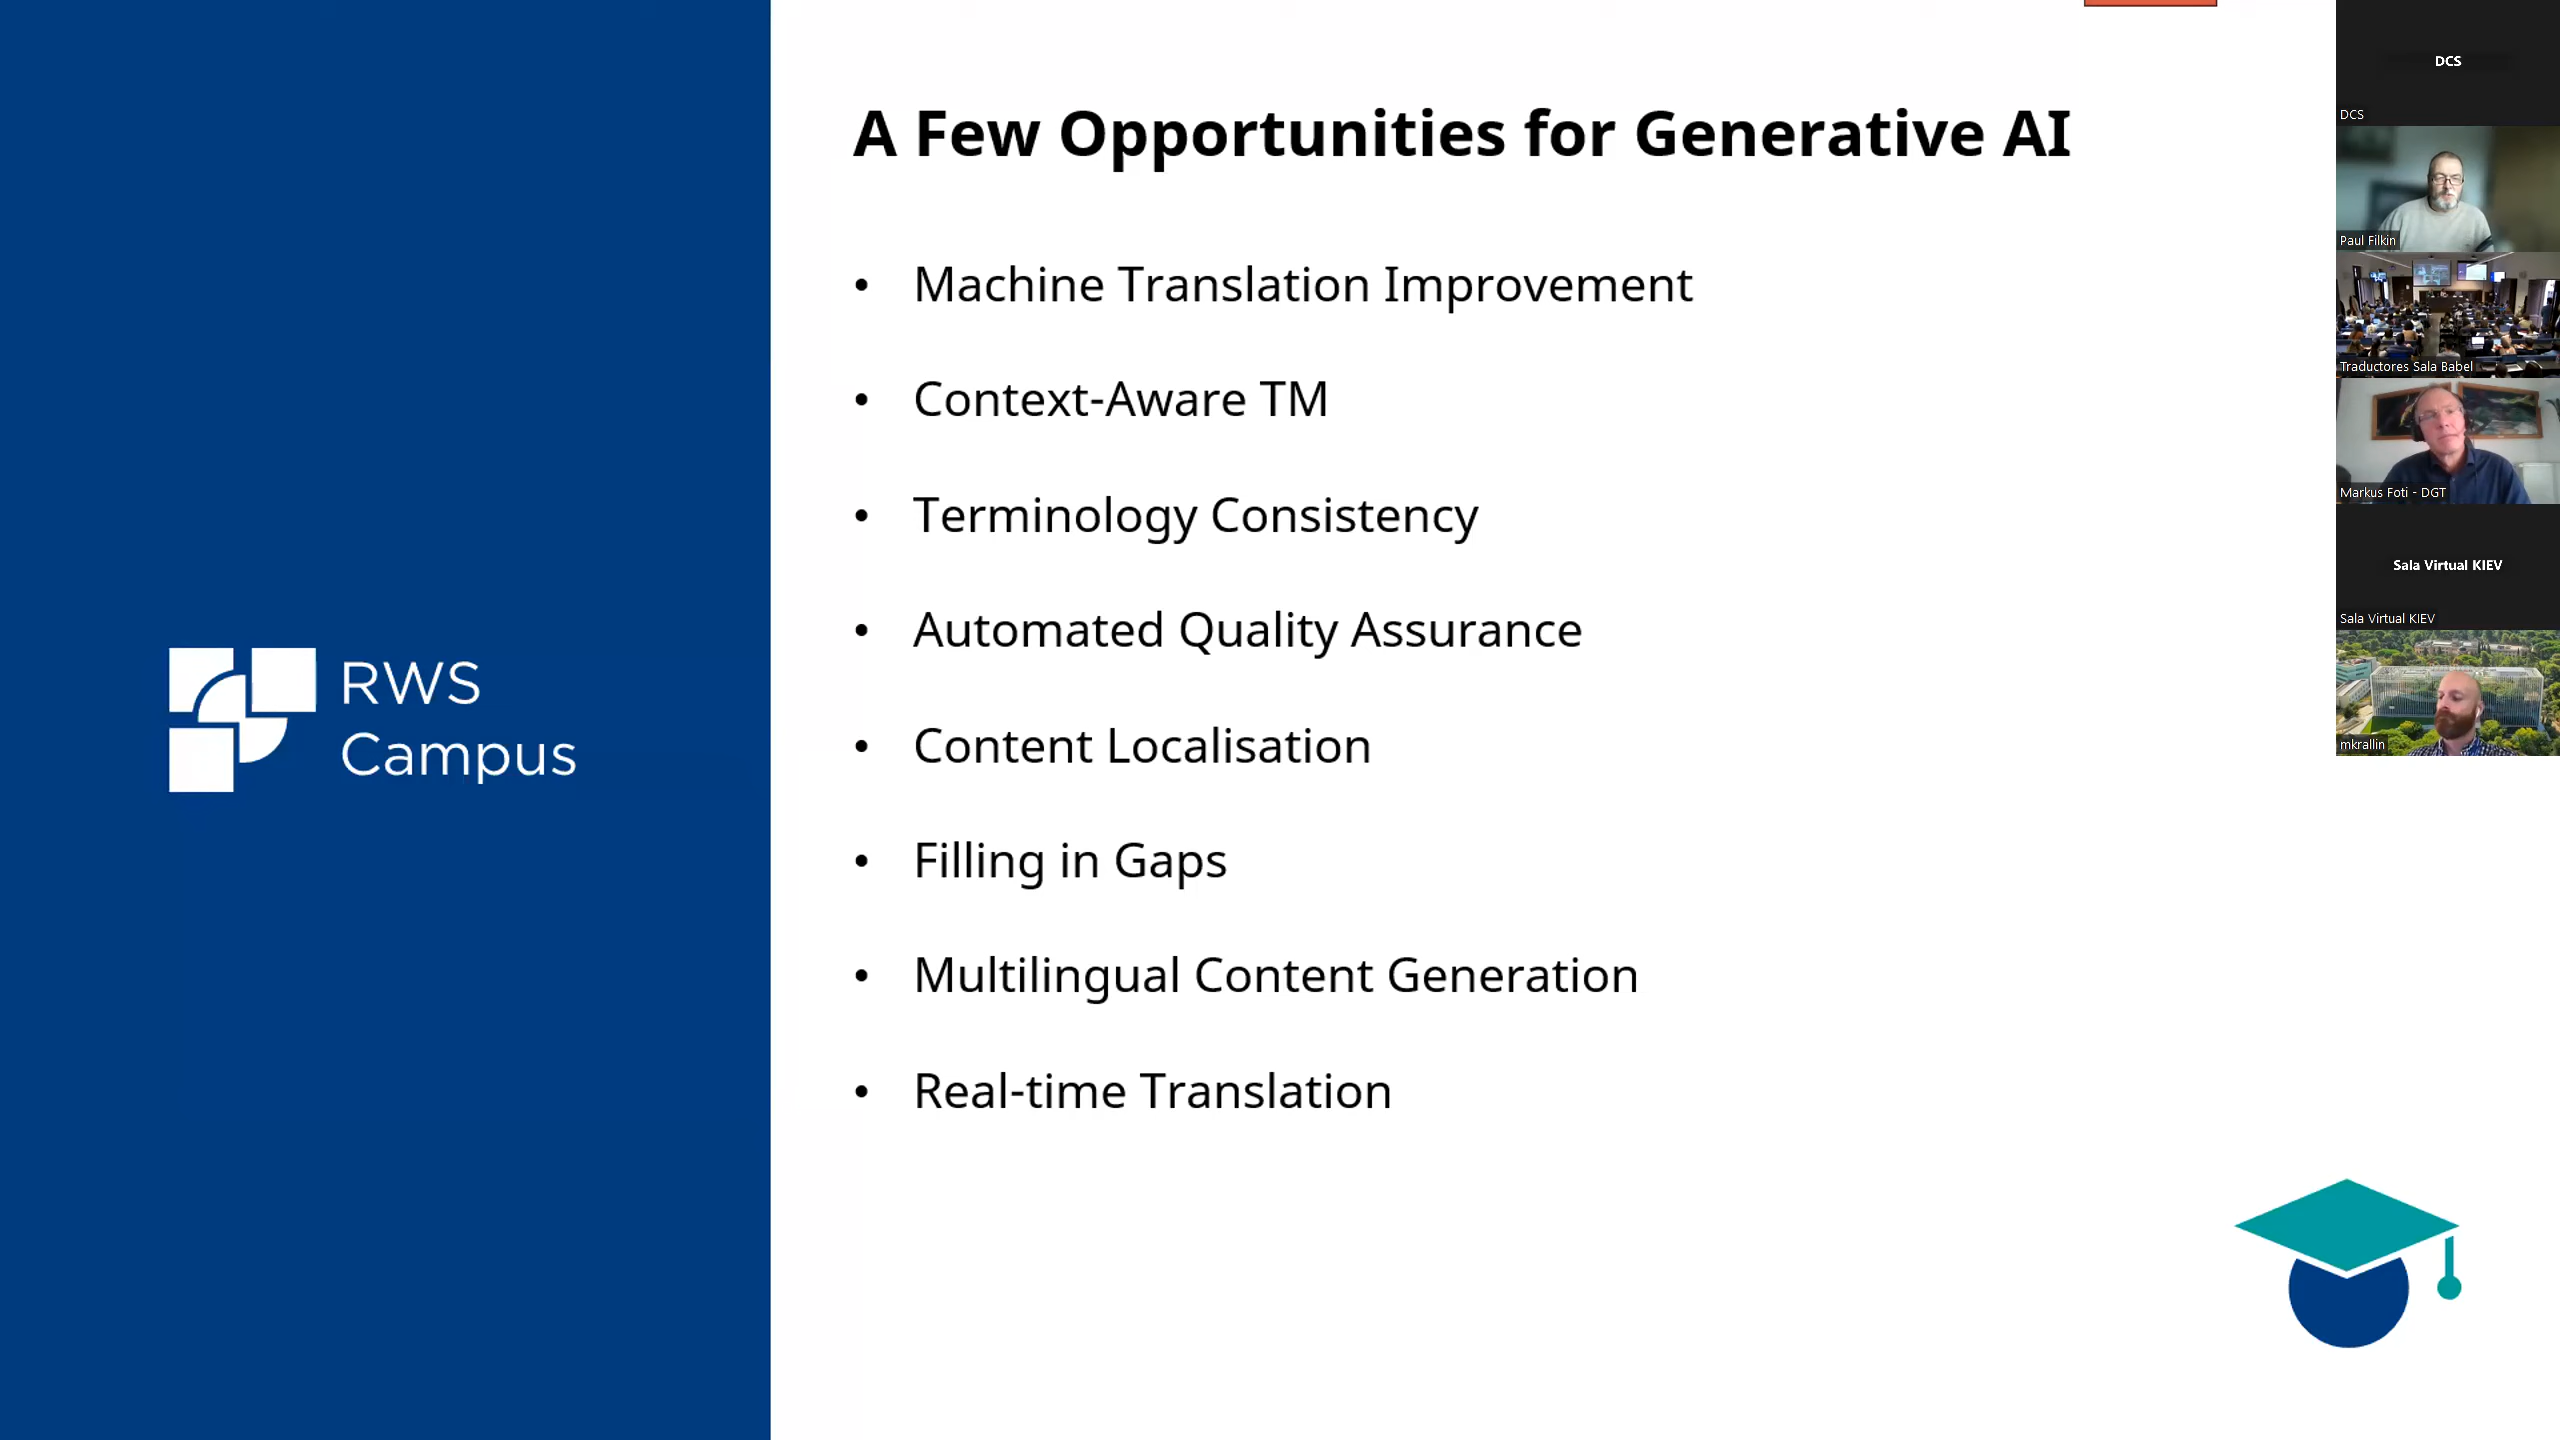 RWS
Campus
A Few Opportunities for Generative AI
• Machine Translation Improvement
• Context-Aware TM
• Terminology Consistency
• Automated Quality Assurance
• Content Localisation
• Filling in Gaps
• Multilingual Content Generation
• Real-time Translation
DCS
DCS
Paul Filkin
Traductores Sala Babel
Markus Foti - DGT
Sala Virtual KIEV
Sala Virtual KIEV
mkrallin